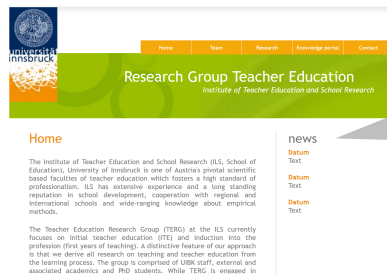 universität
innsbruck
Home Team Research Knowledge portal Contact
Research Group Teacher Education
Institute of Teacher Education and School Research
Home
The Institute of Teacher Education and School Research (ILS, School of
Education), University of Innsbruck is one of Austria's pivotal scientific
based faculties of teacher education which fosters a high standard of
professionalism. ILS has extensive experience and a long standing
reputation in school development, cooperation with regional and
international schools and wide-ranging knowledge about empirical
methods.
The Teacher Education Research Group (TERG) at the ILS currently
focuses on initial teacher education (ITE) and induction into the
profession (first years of teaching). A distinctive feature of our approach
is that we derive all research on teaching and teacher education from
the learning process. The group is comprised of UIBK staff, external and
associated academics and PhD students. While TERG is engaged in
news
Datum
Text
Datum
Text
Datum
Text